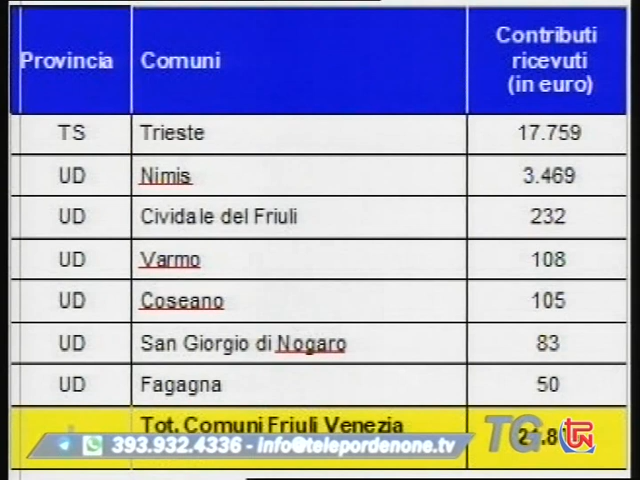 Provincia Comuni Contributi ricevuti (in euro)
TS Trieste 17.759
UD Nimis 3.469
UD Cividale del Friuli 232
UD Varmo 108
UD Coseano 105
UD San Giorgio di Nogaro 83
UD Fagagna 50
Tot. Comuni Friuli Venezia
393.932.4336 - info@telepordenone.tv
TG TPN